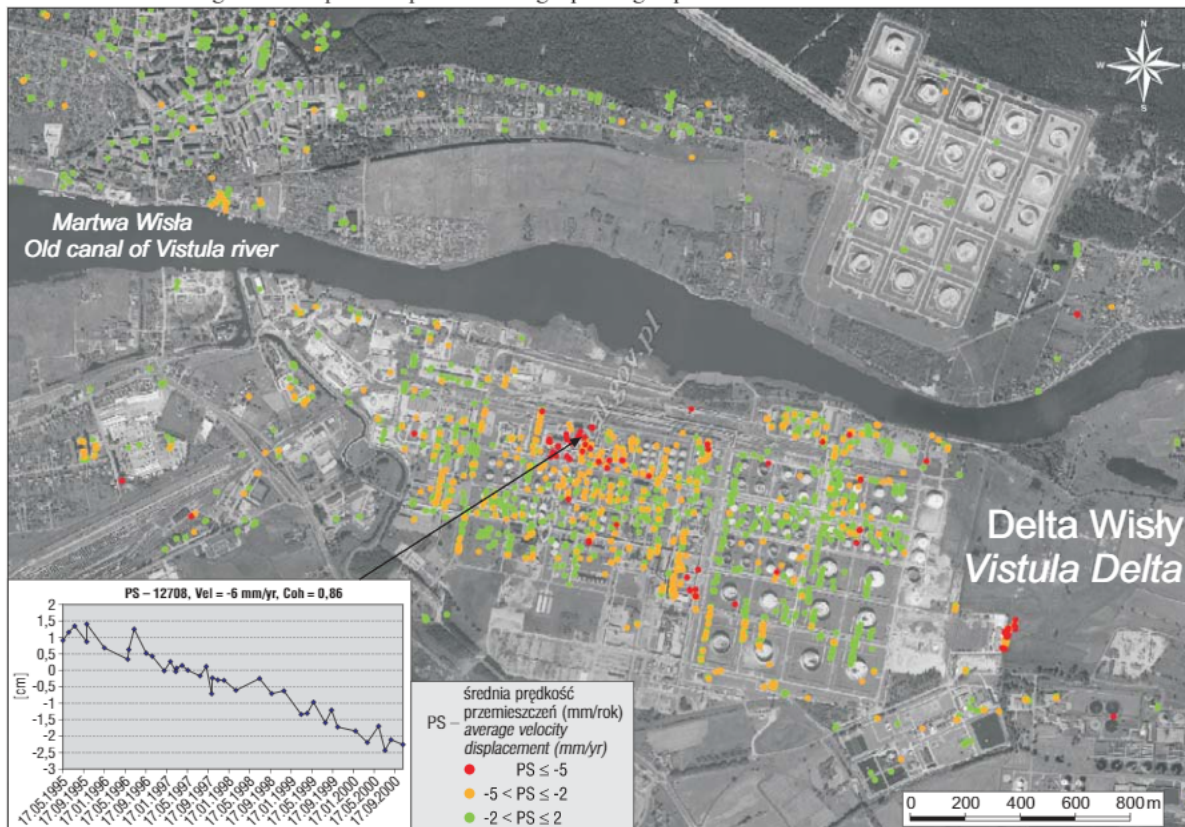 N
W
E
S
Martwa Wisła
Old canal of Vistula river
Delta Wisły
Vistula Delta
PS – 12708, Vel = -6 mm/yr, Coh = 0,86
[cm]
2
1,5
1
0,5
0
-0,5
-1
-1,5
-2
-2,5
-3
17.05.1995
17.09.1995
17.01.1996
17.05.1996
17.09.1996
17.01.1997
17.05.1997
17.09.1997
17.01.1998
17.05.1998
17.09.1998
17.01.1999
17.05.1999
17.09.1999
17.01.2000
17.05.2000
17.09.2000
PS –
średnia prędkość
przemieszczeń (mm/rok)
average velocity
displacement (mm/yr)
PS ≤ -5
-5 < PS ≤ -2
-2 < PS ≤ 2
0 200 400 600 800 m